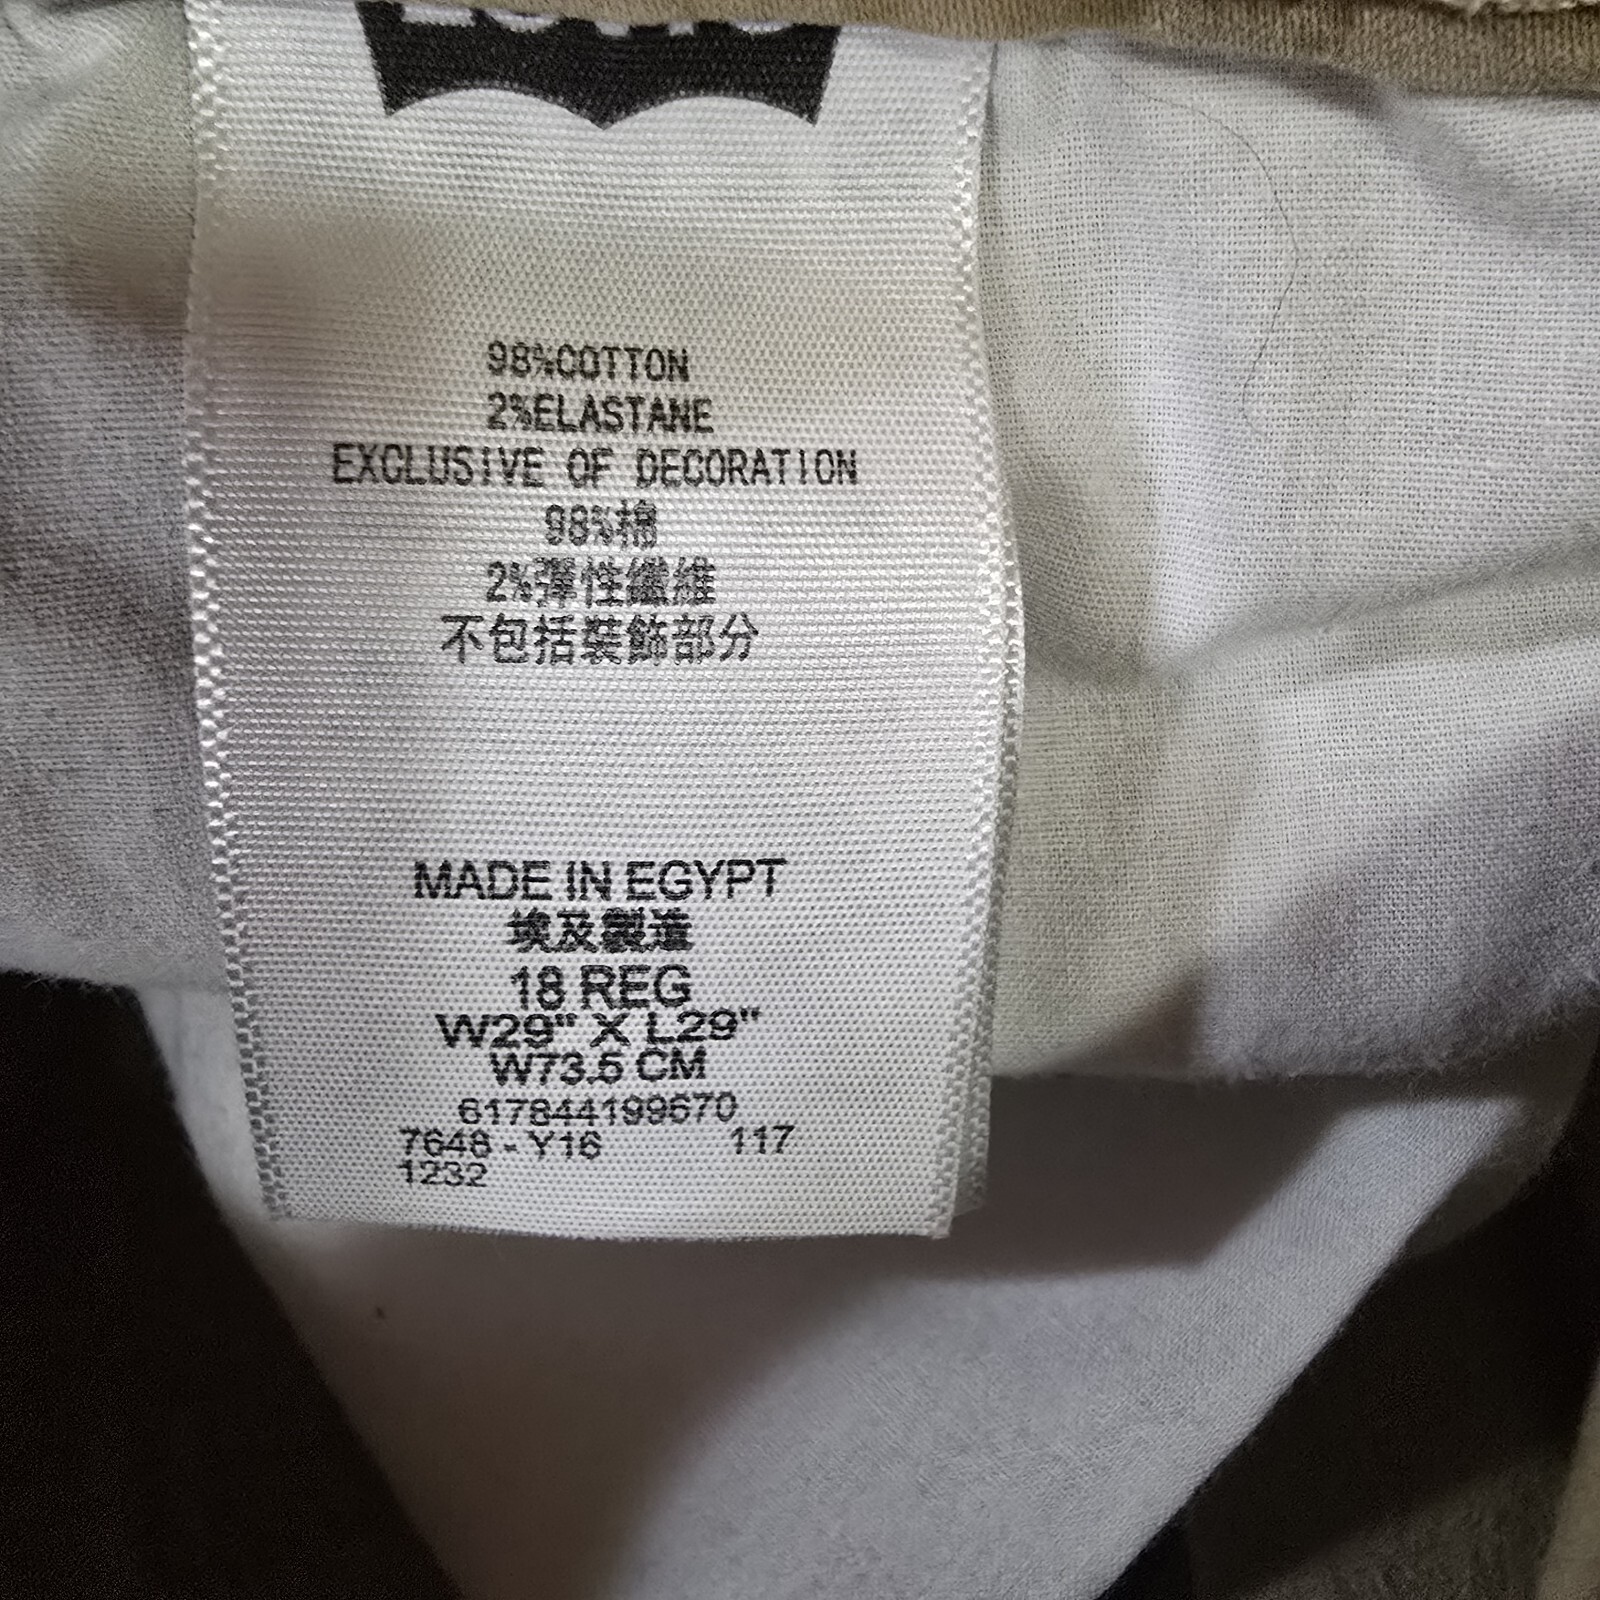 98%COTTON
2%ELASTANE
EXCLUSIVE OF DECORATION
98%棉
2%彈性纖維
不包括裝飾部分
MADE IN EGYPT
埃及製造
18 REG
W29" X L29"
W73.5 CM
617844199670
7648 - Y16 117
1232